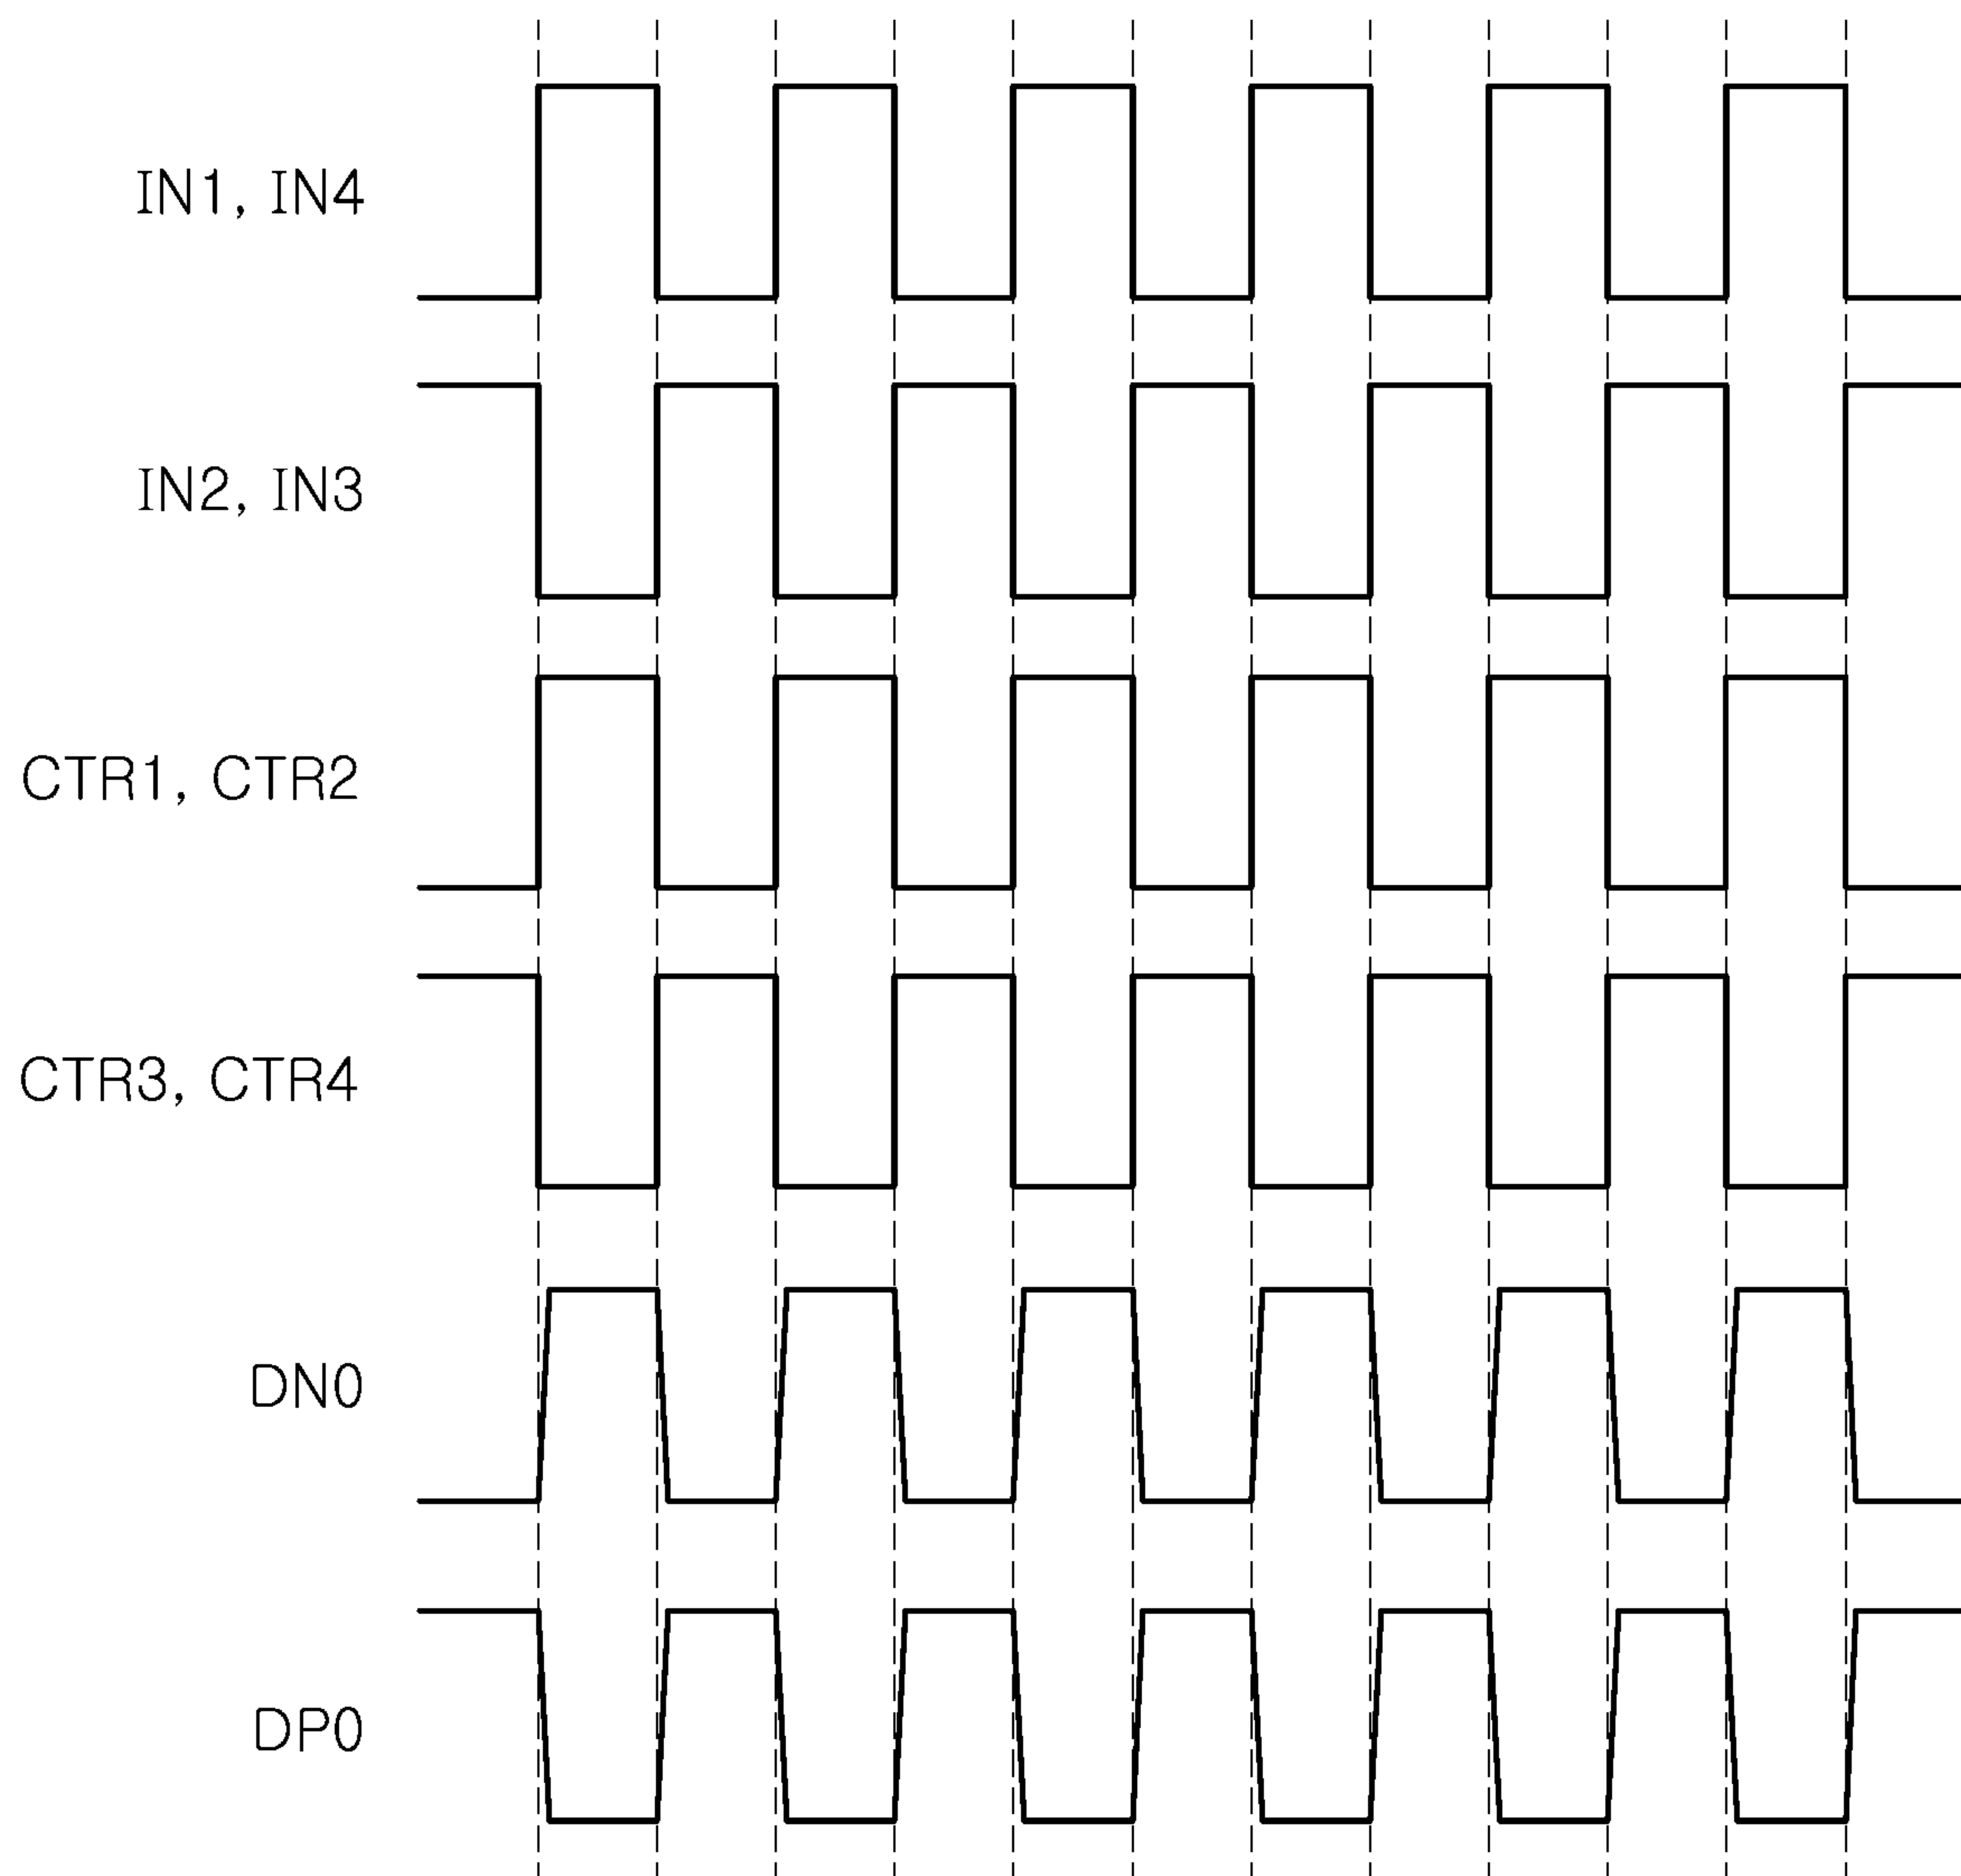 IN1, IN4
IN2, IN3
CTR1, CTR2
CTR3, CTR4
DN0
DP0